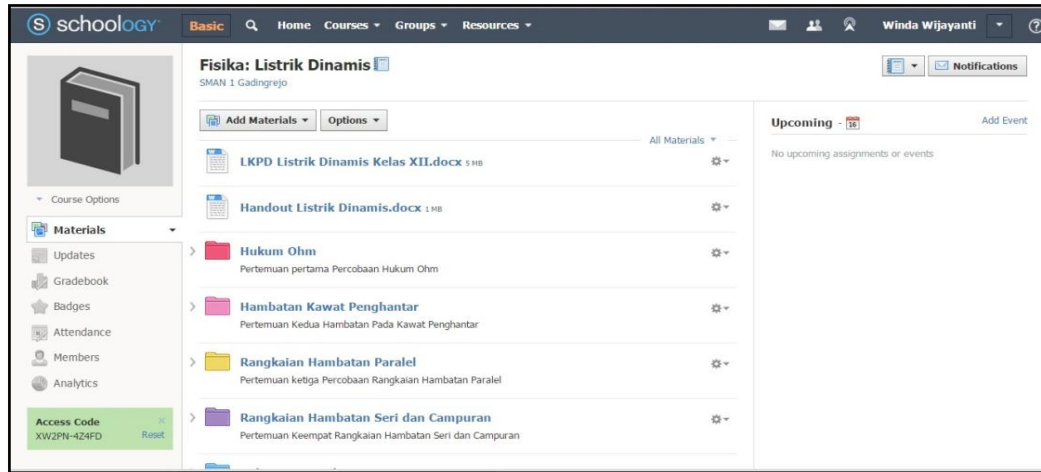 S schoology Basic Home Courses Groups Resources Winda Wijayanti
Fisika: Listrik Dinamis
SMAN 1 Gadingrejo
Notifications
Add Materials Options
All Materials
LKPD Listrik Dinamis Kelas XII.docx 5 MB
Handout Listrik Dinamis.docx 1 MB
Hukum Ohm
Pertemuan pertama Percobaan Hukum Ohm
Hambatan Kawat Penghantar
Pertemuan Kedua Hambatan Pada Kawat Penghantar
Rangkaian Hambatan Paralel
Pertemuan ketiga Percobaan Rangkaian Hambatan Paralel
Rangkaian Hambatan Seri dan Campuran
Pertemuan Keempat Rangkaian Hambatan Seri dan Campuran
Upcoming - 16 Add Event
No upcoming assignments or events
Course Options
Materials
Updates
Gradebook
Badges
Attendance
Members
Analytics
Access Code
XW2PN-4Z4FD Reset